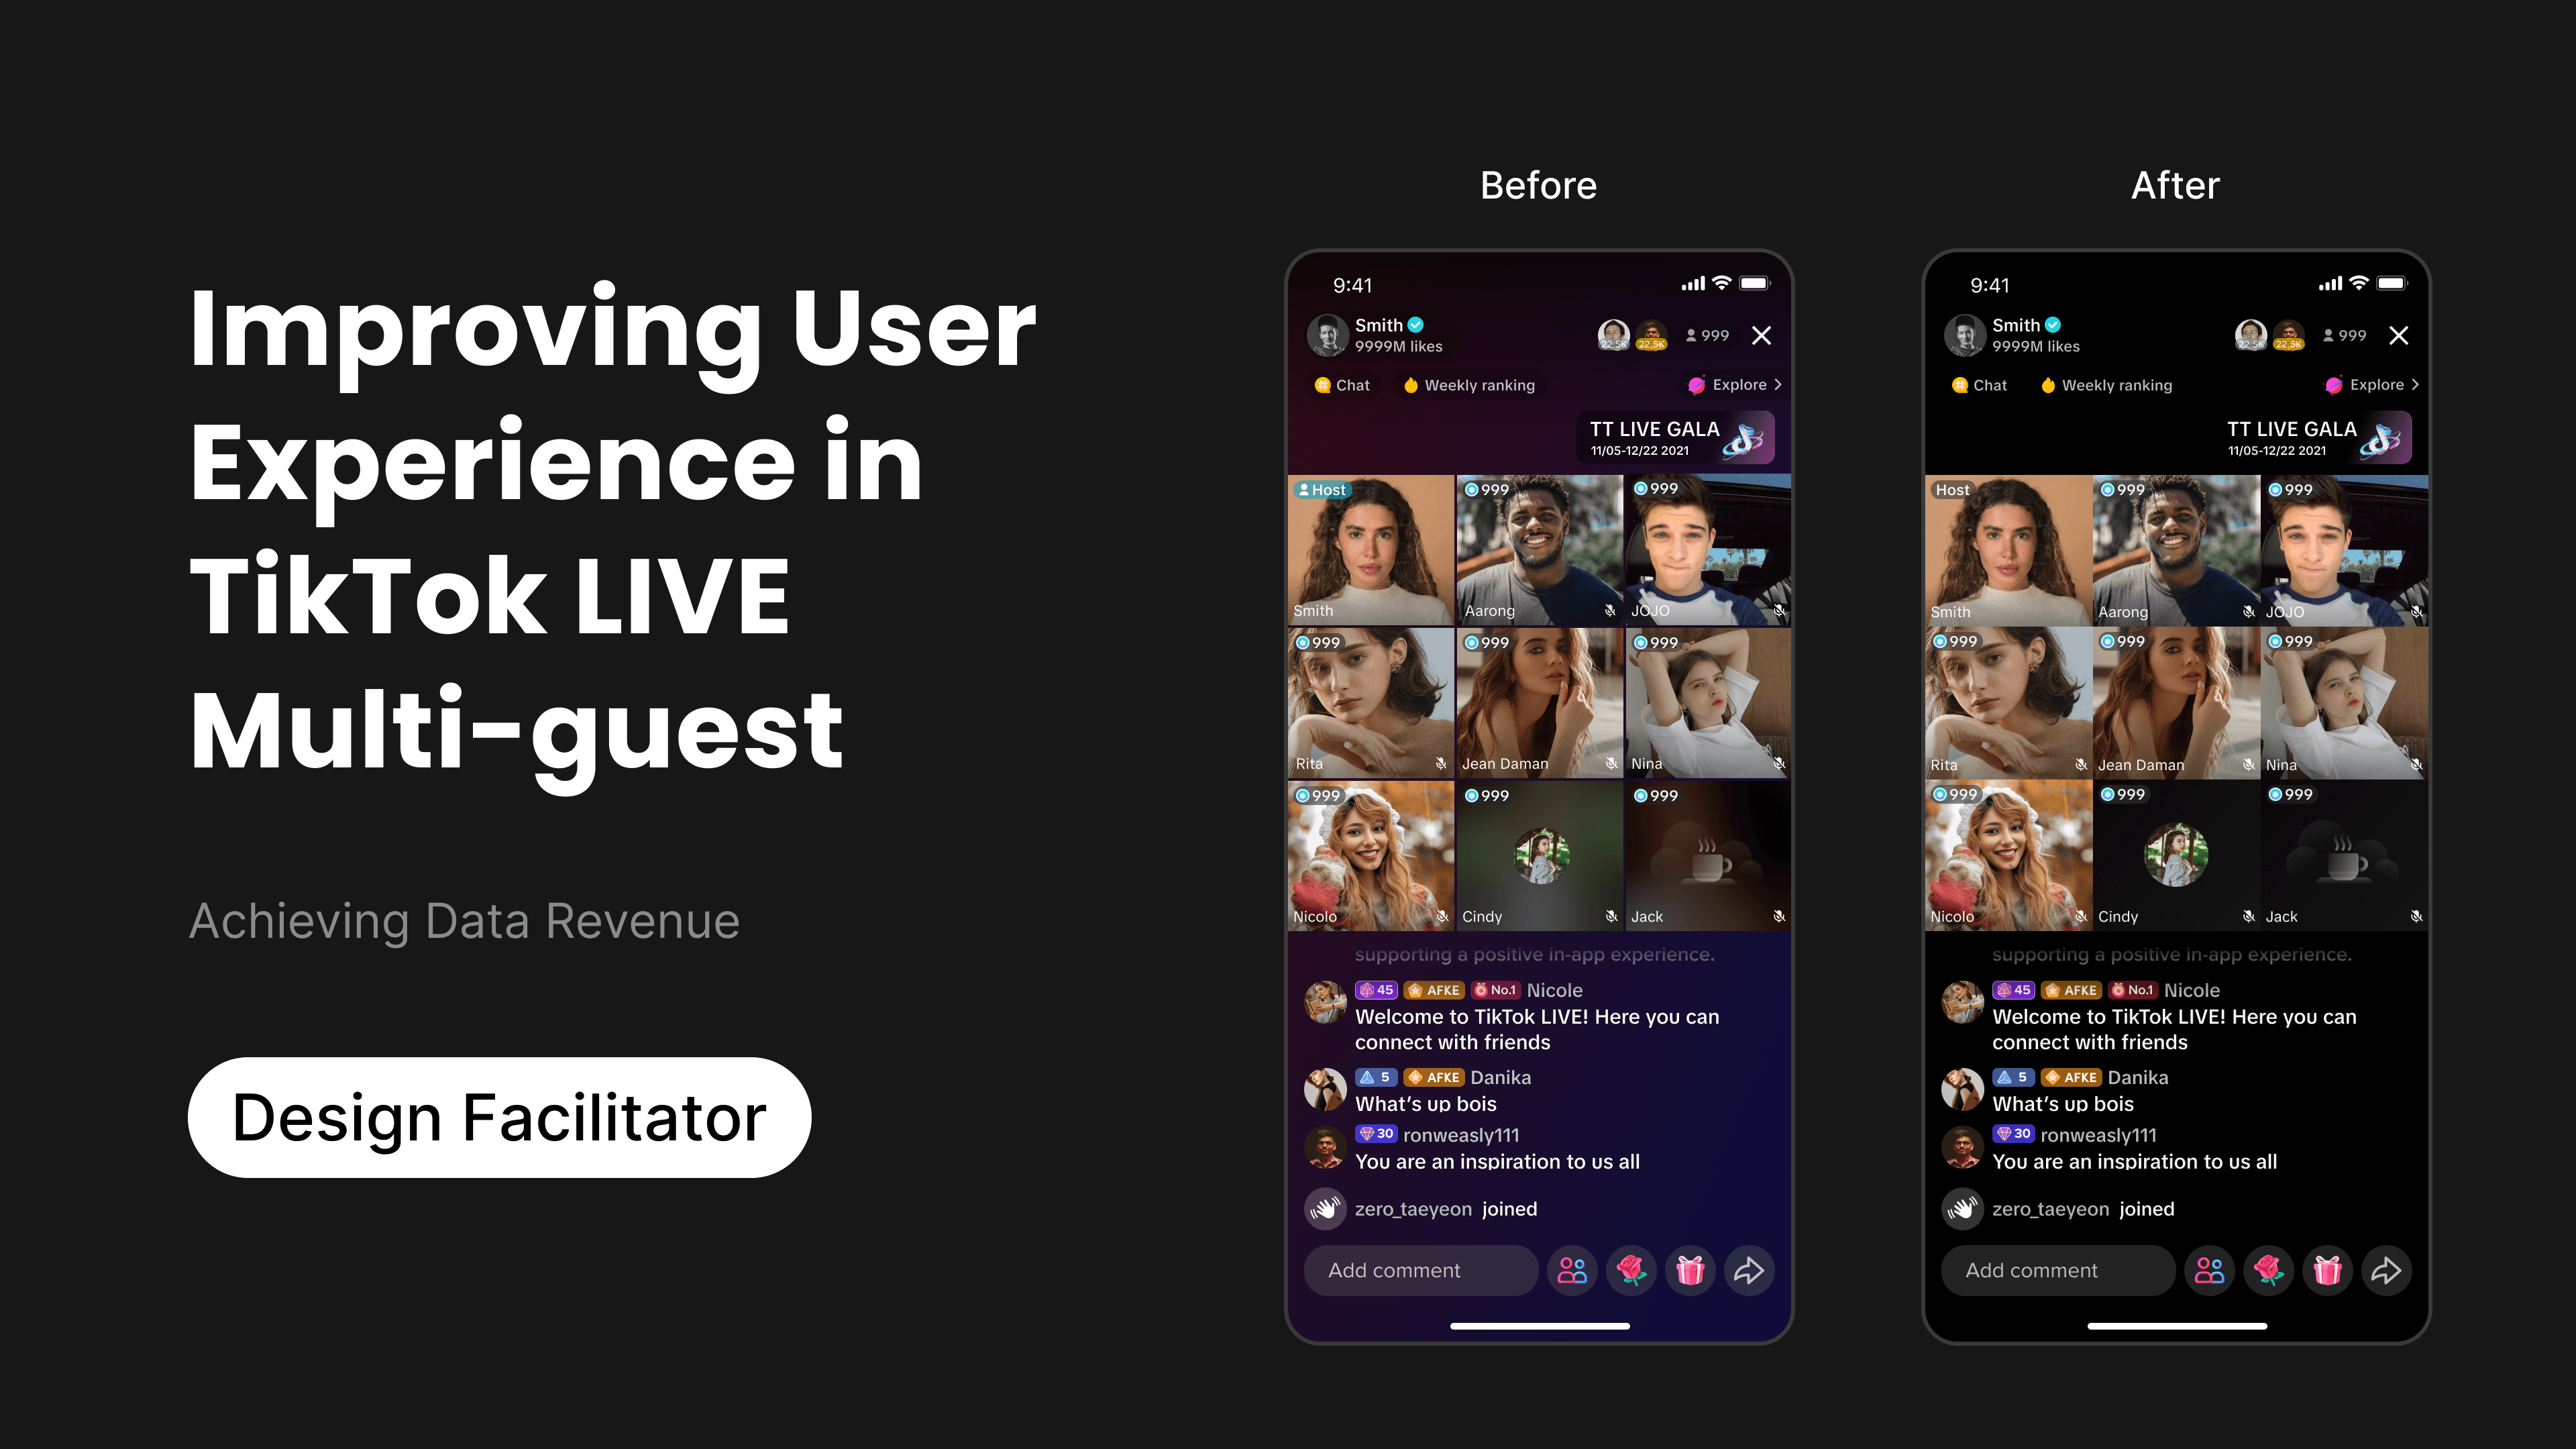 Improving User
Experience in
TikTok LIVE
Multi-guest
Achieving Data Revenue
Design Facilitator
Before
9:41
Smith
9999M likes
22.5K
22.5K
999
Chat
Weekly ranking
Explore
TT LIVE GALA
11/05-12/22 2021
Host
999
999
Smith
Aarong
JOJO
999
999
999
Rita
Jean Daman
Nina
999
999
999
Nicolo
Cindy
Jack
supporting a positive in-app experience.
45 AFKE No.1 Nicole
Welcome to TikTok LIVE! Here you can
connect with friends
5 AFKE Danika
What's up bois
30 ronweasly111
You are an inspiration to us all
zero_taeyeon joined
Add comment
After
9:41
Smith
9999M likes
22.5K
22.5K
999
Chat
Weekly ranking
Explore
TT LIVE GALA
11/05-12/22 2021
Host
999
999
Smith
Aarong
JOJO
999
999
999
Rita
Jean Daman
Nina
999
999
999
Nicolo
Cindy
Jack
supporting a positive in-app experience.
45 AFKE No.1 Nicole
Welcome to TikTok LIVE! Here you can
connect with friends
5 AFKE Danika
What's up bois
30 ronweasly111
You are an inspiration to us all
zero_taeyeon joined
Add comment